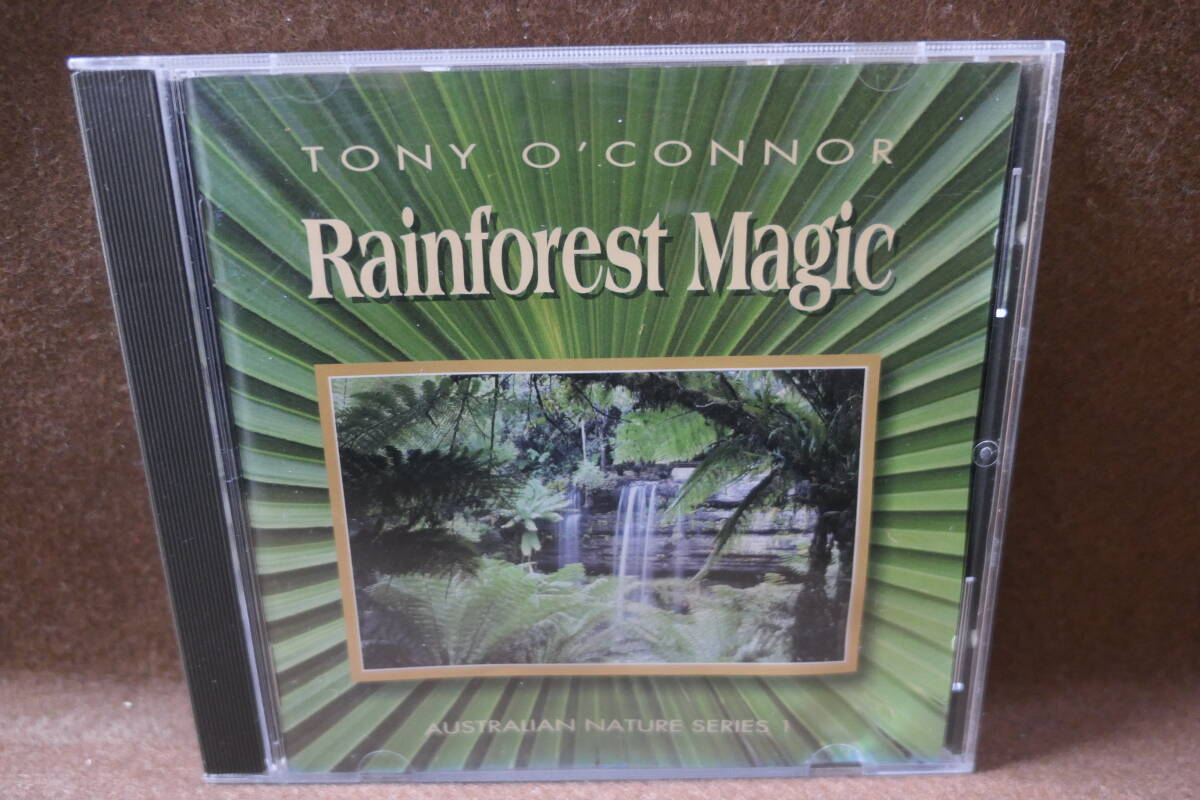 TONY O'CONNOR
Rainforest Magic
AUSTRALIAN NATURE SERIES 1